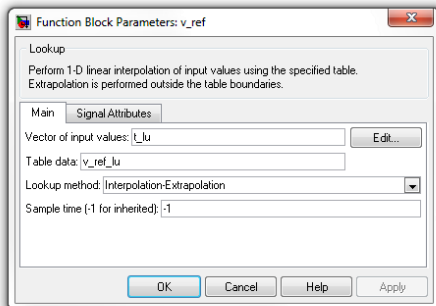 Function Block Parameters: v_ref
Lookup
Perform 1-D linear interpolation of input values using the specified table.
Extrapolation is performed outside the table boundaries.
Main Signal Attributes
Vector of input values: t_lu Edit...
Table data: v_ref_lu
Lookup method: Interpolation-Extrapolation
Sample time (-1 for inherited): -1
OK Cancel Help Apply